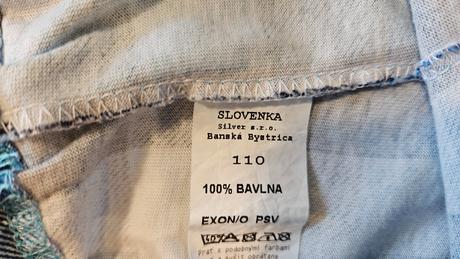 SLOVENKA
Silver s.r.o.
Banská Bystrica
110
100% BAVLNA
EXON/O PSV
Prať s podobnými farbami